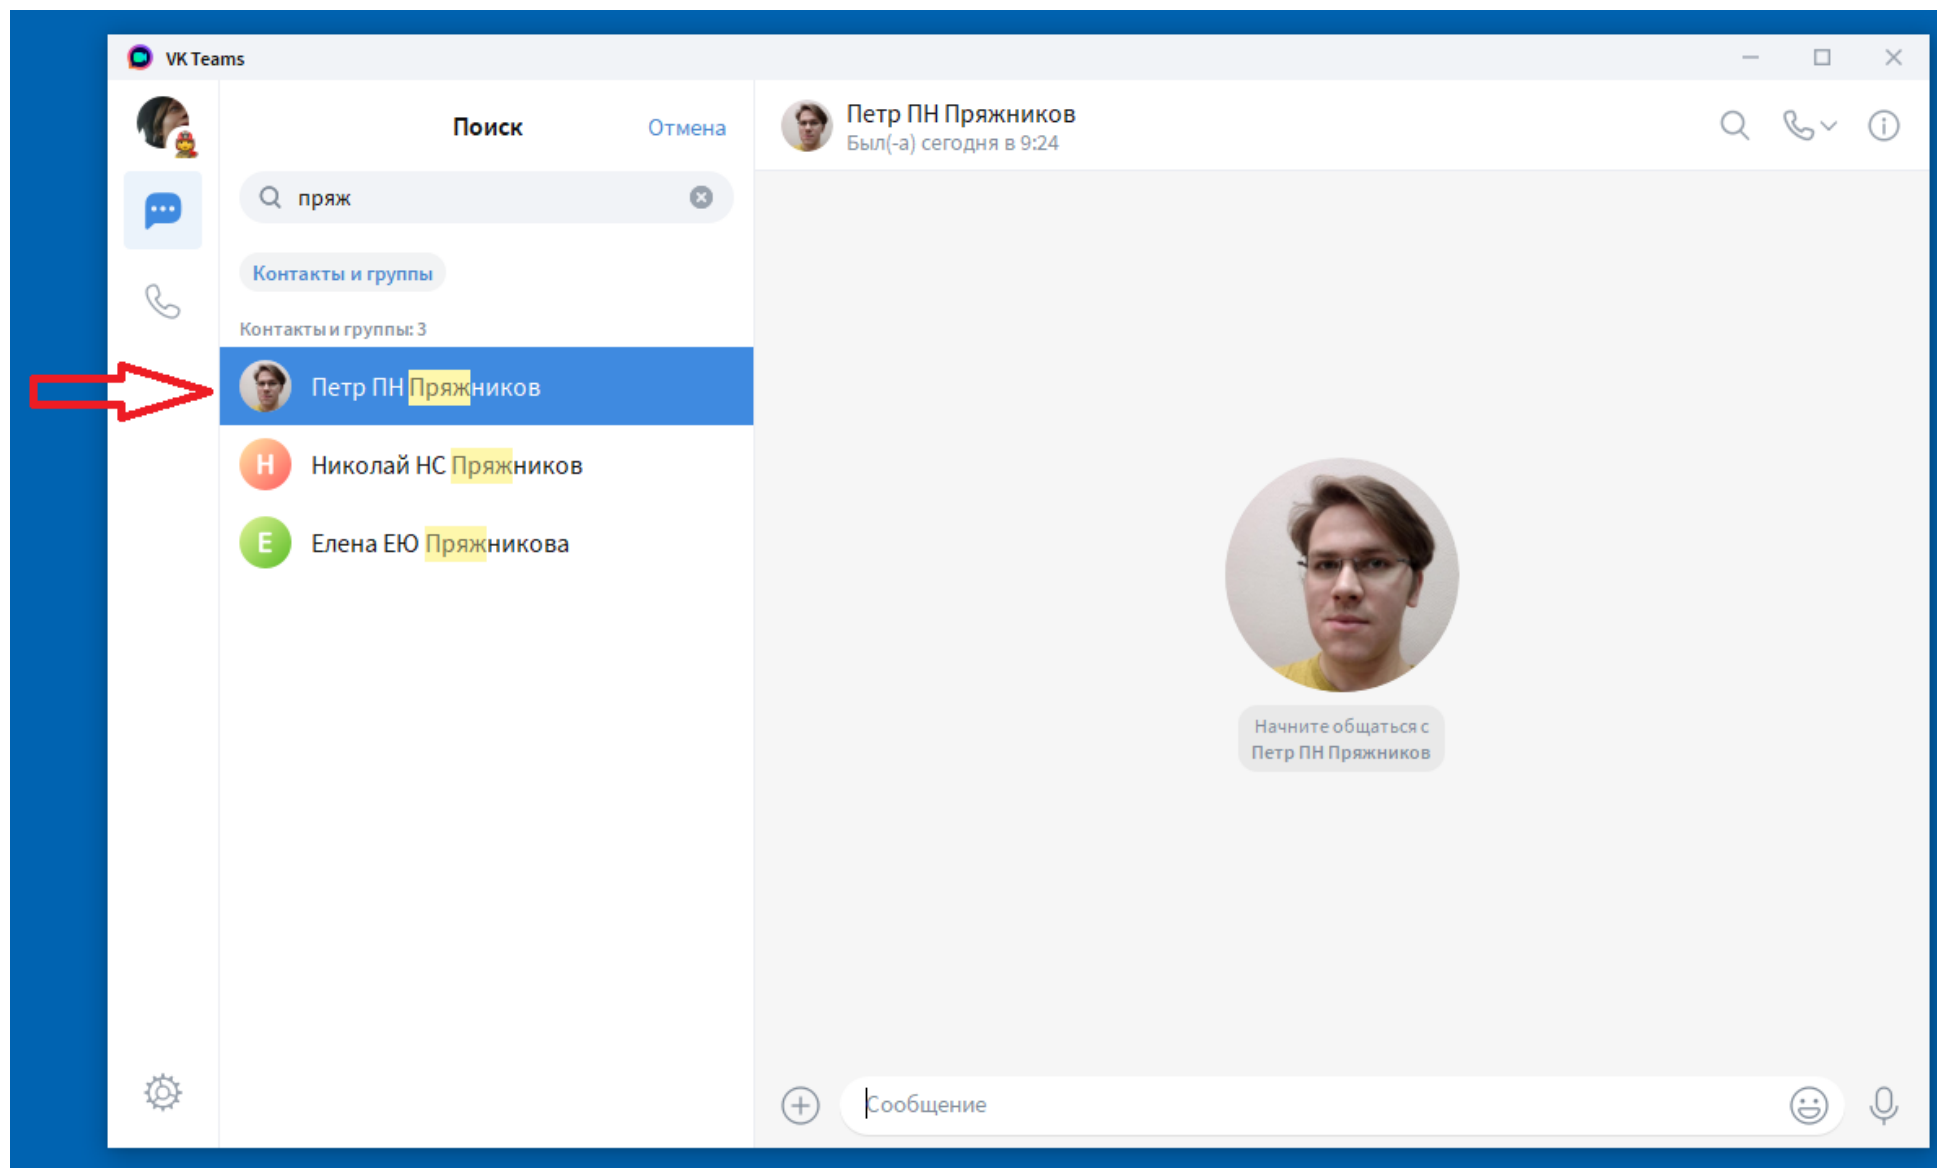 VK Teams
Поиск
Отмена
пряж
Контакты и группы
Контакты и группы: 3
Петр ПН Пряжников
Н
Николай НС Пряжников
Е
Елена ЕЮ Пряжникова
Петр ПН Пряжников
Был(-а) сегодня в 9:24
Начните общаться с
Петр ПН Пряжников
Сообщение